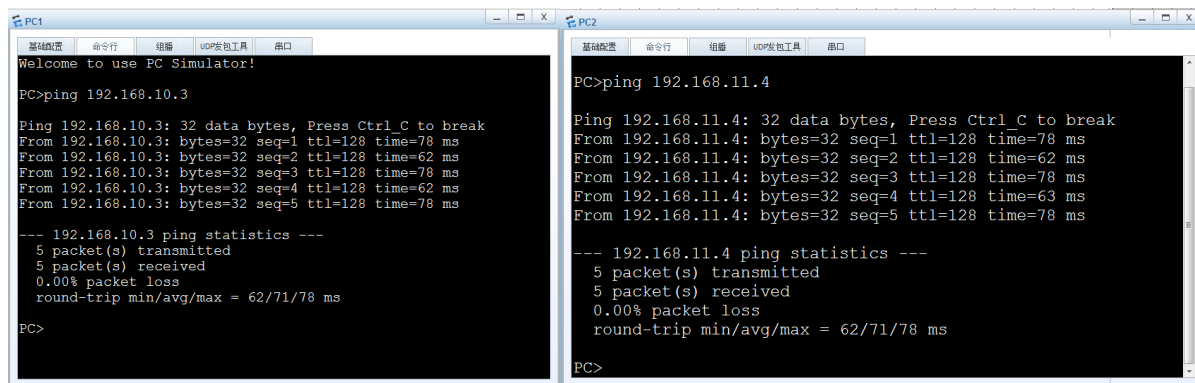 PC1
基础配置 命令行 组播 UDP发包工具 串口
Welcome to use PC Simulator!
PC>ping 192.168.10.3
Ping 192.168.10.3: 32 data bytes, Press Ctrl_C to break
From 192.168.10.3: bytes=32 seq=1 ttl=128 time=78 ms
From 192.168.10.3: bytes=32 seq=2 ttl=128 time=62 ms
From 192.168.10.3: bytes=32 seq=3 ttl=128 time=78 ms
From 192.168.10.3: bytes=32 seq=4 ttl=128 time=62 ms
From 192.168.10.3: bytes=32 seq=5 ttl=128 time=78 ms
--- 192.168.10.3 ping statistics ---
5 packet(s) transmitted
5 packet(s) received
0.00% packet loss
round-trip min/avg/max = 62/71/78 ms
PC>
PC2
基础配置 命令行 组播 UDP发包工具 串口
PC>ping 192.168.11.4
Ping 192.168.11.4: 32 data bytes, Press Ctrl_C to break
From 192.168.11.4: bytes=32 seq=1 ttl=128 time=78 ms
From 192.168.11.4: bytes=32 seq=2 ttl=128 time=62 ms
From 192.168.11.4: bytes=32 seq=3 ttl=128 time=78 ms
From 192.168.11.4: bytes=32 seq=4 ttl=128 time=63 ms
From 192.168.11.4: bytes=32 seq=5 ttl=128 time=78 ms
--- 192.168.11.4 ping statistics ---
5 packet(s) transmitted
5 packet(s) received
0.00% packet loss
round-trip min/avg/max = 62/71/78 ms
PC>